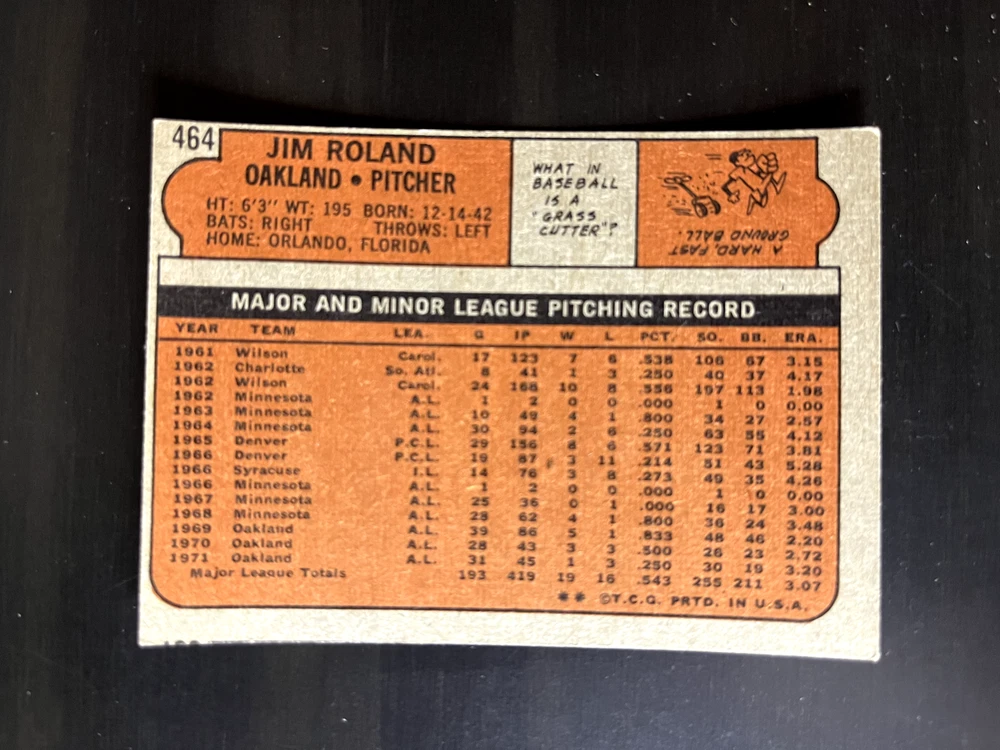 464
JIM ROLAND
OAKLAND • PITCHER
HT: 6'3" WT: 195 BORN: 12-14-42
BATS: RIGHT THROWS: LEFT
HOME: ORLANDO, FLORIDA
WHAT IN
BASEBALL
IS A
"GRASS
CUTTER"?
A HARD, FAST
GROUND BALL.
MAJOR AND MINOR LEAGUE PITCHING RECORD
YEAR TEAM LEA. G IP W L PCT. SO. BB. ERA.
1961 Wilson Carol. 17 123 7 6 .538 106 67 3.15
1962 Charlotte So. Atl. 8 41 1 3 .250 40 37 4.17
1962 Wilson Carol. 24 168 10 8 .556 197 113 1.98
1962 Minnesota A.L. 1 2 0 0 .000 1 0 0.00
1963 Minnesota A.L. 10 49 4 1 .800 34 27 2.57
1964 Minnesota A.L. 30 94 2 6 .250 63 55 4.12
1965 Denver P.C.L. 29 156 8 6 .571 123 71 3.81
1966 Denver P.C.L. 19 87 3 11 .214 51 43 5.28
1966 Syracuse I.L. 14 76 3 8 .273 49 35 4.26
1966 Minnesota A.L. 1 2 0 0 .000 1 0 0.00
1967 Minnesota A.L. 25 36 0 1 .000 16 17 3.00
1968 Minnesota A.L. 28 62 4 1 .800 36 24 3.48
1969 Oakland A.L. 39 86 5 1 .833 48 46 2.20
1970 Oakland A.L. 28 43 3 3 .500 26 23 2.72
1971 Oakland A.L. 31 45 1 3 .250 30 19 3.20
Major League Totals 193 419 19 16 .543 255 211 3.07
** ©T.C.G. PRTD. IN U.S.A.